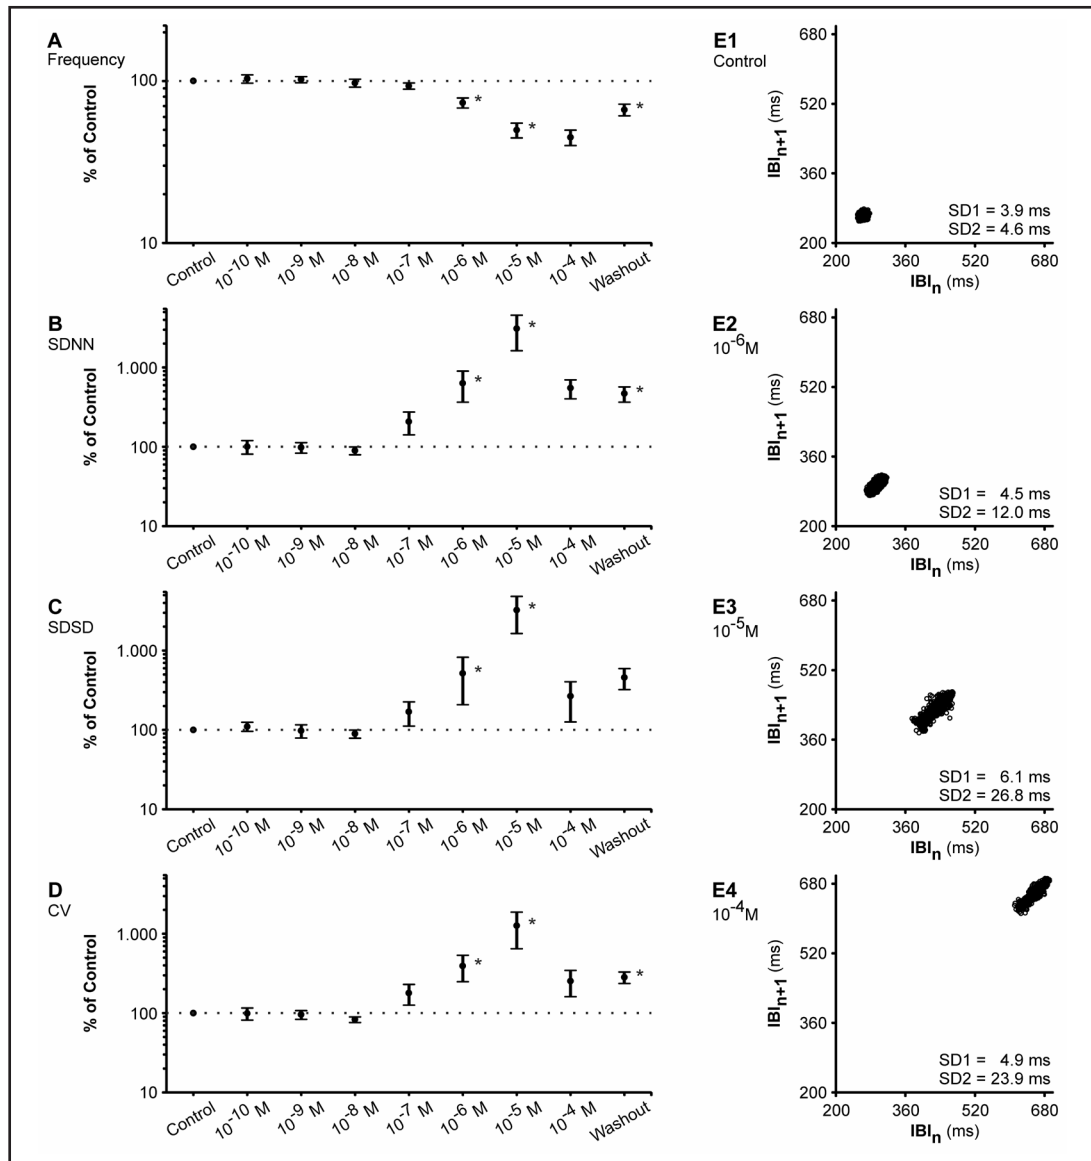 A
Frequency
% of Control
100
10
Control
10-10 M
10-9 M
10-8 M
10-7 M
10-6 M
10-5 M
10-4 M
Washout
*
*
*
B
SDNN
% of Control
1.000
100
10
Control
10-10 M
10-9 M
10-8 M
10-7 M
10-6 M
10-5 M
10-4 M
Washout
*
*
*
C
SDSD
% of Control
1.000
100
10
Control
10-10 M
10-9 M
10-8 M
10-7 M
10-6 M
10-5 M
10-4 M
Washout
*
*
D
CV
% of Control
1.000
100
10
Control
10-10 M
10-9 M
10-8 M
10-7 M
10-6 M
10-5 M
10-4 M
Washout
*
*
*
E1
Control
IBIn+1 (ms)
680
520
360
200
SD1 = 3.9 ms
SD2 = 4.6 ms
200 360 520 680
IBIn (ms)
E2
10-6M
IBIn+1 (ms)
680
520
360
200
SD1 = 4.5 ms
SD2 = 12.0 ms
200 360 520 680
IBIn (ms)
E3
10-5M
IBIn+1 (ms)
680
520
360
200
SD1 = 6.1 ms
SD2 = 26.8 ms
200 360 520 680
IBIn (ms)
E4
10-4M
IBIn+1 (ms)
680
520
360
200
SD1 = 4.9 ms
SD2 = 23.9 ms
200 360 520 680
IBIn (ms)